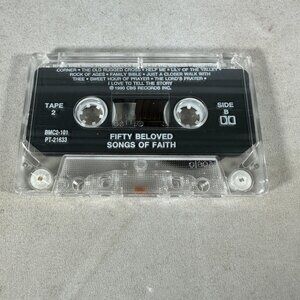 CORNER • THE OLD RUGGED CROSS • HELP ME • LILY OF THE VALLEY •
ROCK OF AGES • FAMILY BIBLE • JUST A CLOSER WALK WITH
THEE • SWEET HOUR OF PRAYER • THE LORD'S PRAYER •
I LOVE TO TELL THE STORY
© 1990 CBS RECORDS INC.
TAPE
2
SIDE
B
BMC2-101
PT-21633
FIFTY BELOVED
SONGS OF FAITH